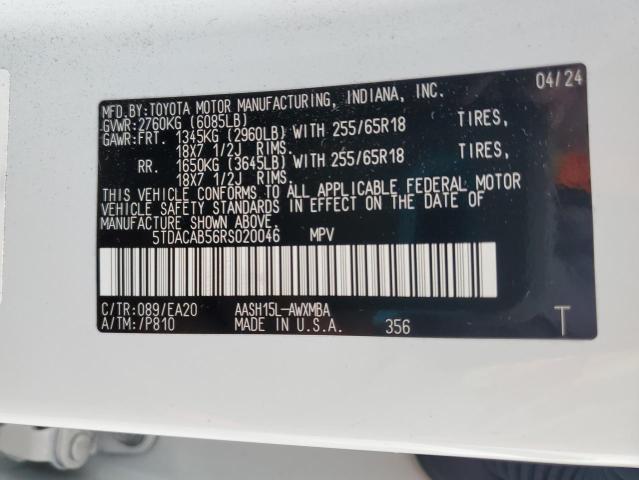 MFD.BY:TOYOTA MOTOR MANUFACTURING, INDIANA, INC. 04/24
GVWR:2760KG (6085LB)
GAWR:FRT. 1345KG (2960LB) WITH 255/65R18 TIRES,
18X7 1/2J RIMS.
RR. 1650KG (3645LB) WITH 255/65R18 TIRES,
18X7 1/2J RIMS.
THIS VEHICLE CONFORMS TO ALL APPLICABLE FEDERAL MOTOR
VEHICLE SAFETY STANDARDS IN EFFECT ON THE DATE OF
MANUFACTURE SHOWN ABOVE.
5TDACAB56RS020046 MPV
C/TR:089/EA20 AASH15L-AWXMBA
A/TM:/P810 MADE IN U.S.A. 356 T